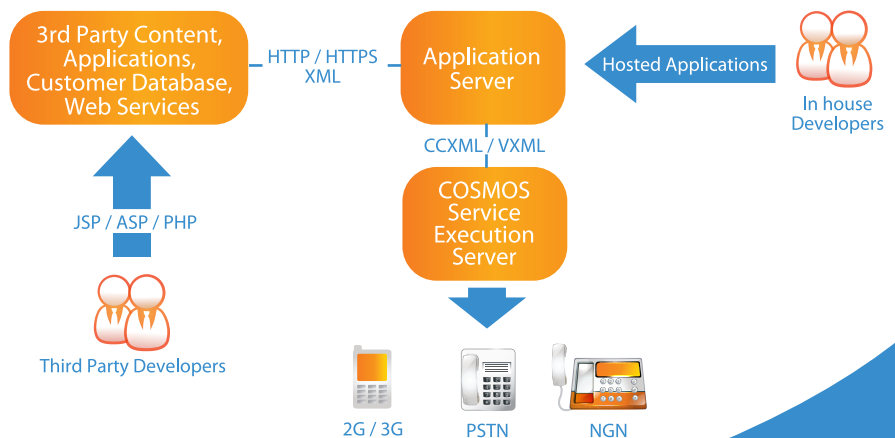 3rd Party Content,
Applications,
Customer Database,
Web Services
HTTP / HTTPS
XML
Application
Server
Hosted Applications
In house
Developers
CCXML / VXML
COSMOS
Service
Execution
Server
JSP / ASP / PHP
Third Party Developers
2G / 3G
PSTN
NGN